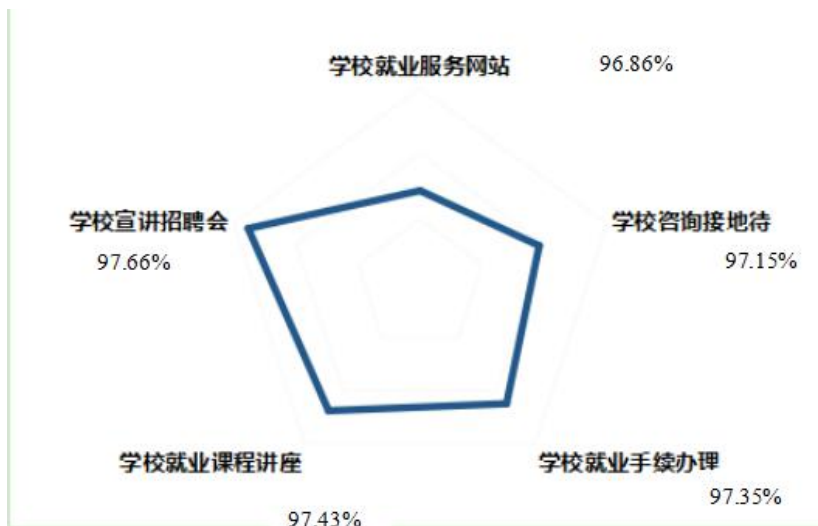 学校就业服务网站
96.86%
学校宣讲招聘会
97.66%
学校咨询接地待
97.15%
学校就业课程讲座
97.43%
学校就业手续办理
97.35%